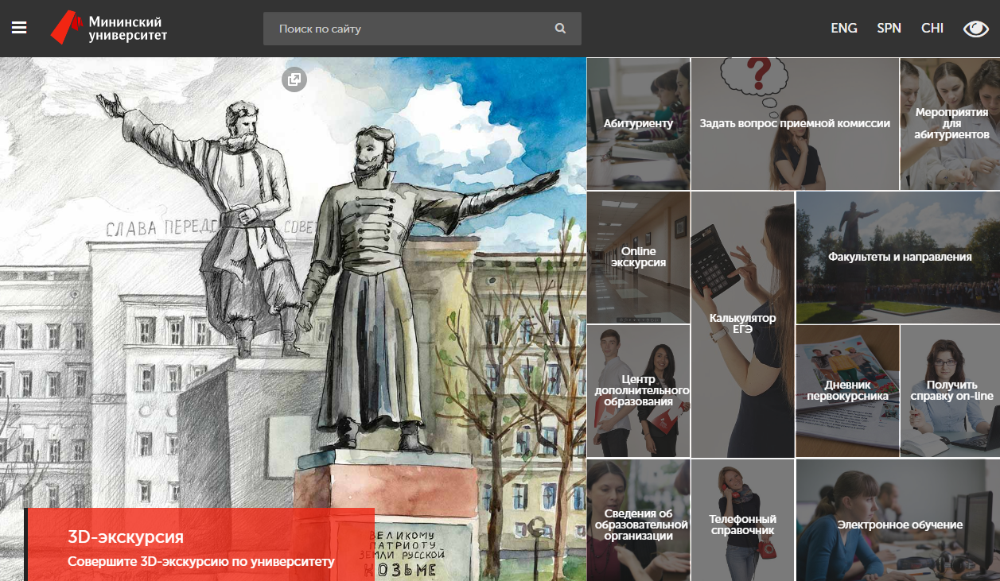 Мининский
университет
Поиск по сайту
ENG SPN CHI
СЛАВА ПЕРЕД
СОВЕ
3D-экскурсия
Совершите 3D-экскурсию по университету
ВЕЛИКОМУ
ПАТРИОТУ
ЗЕМЛИ РУССКОЙ
КОЗЬМЕ
Абитуриенту
?
Задать вопрос приемной комиссии
Мероприятия
для
абитуриентов
Online
экскурсия
Калькулятор
ЕГЭ
Факультеты и направления
Центр
дополнительного
образования
Дневник
первокурсника
Получить
справку on-line
Сведения об
образовательной
организации
Телефонный
справочник
Электронное обучение